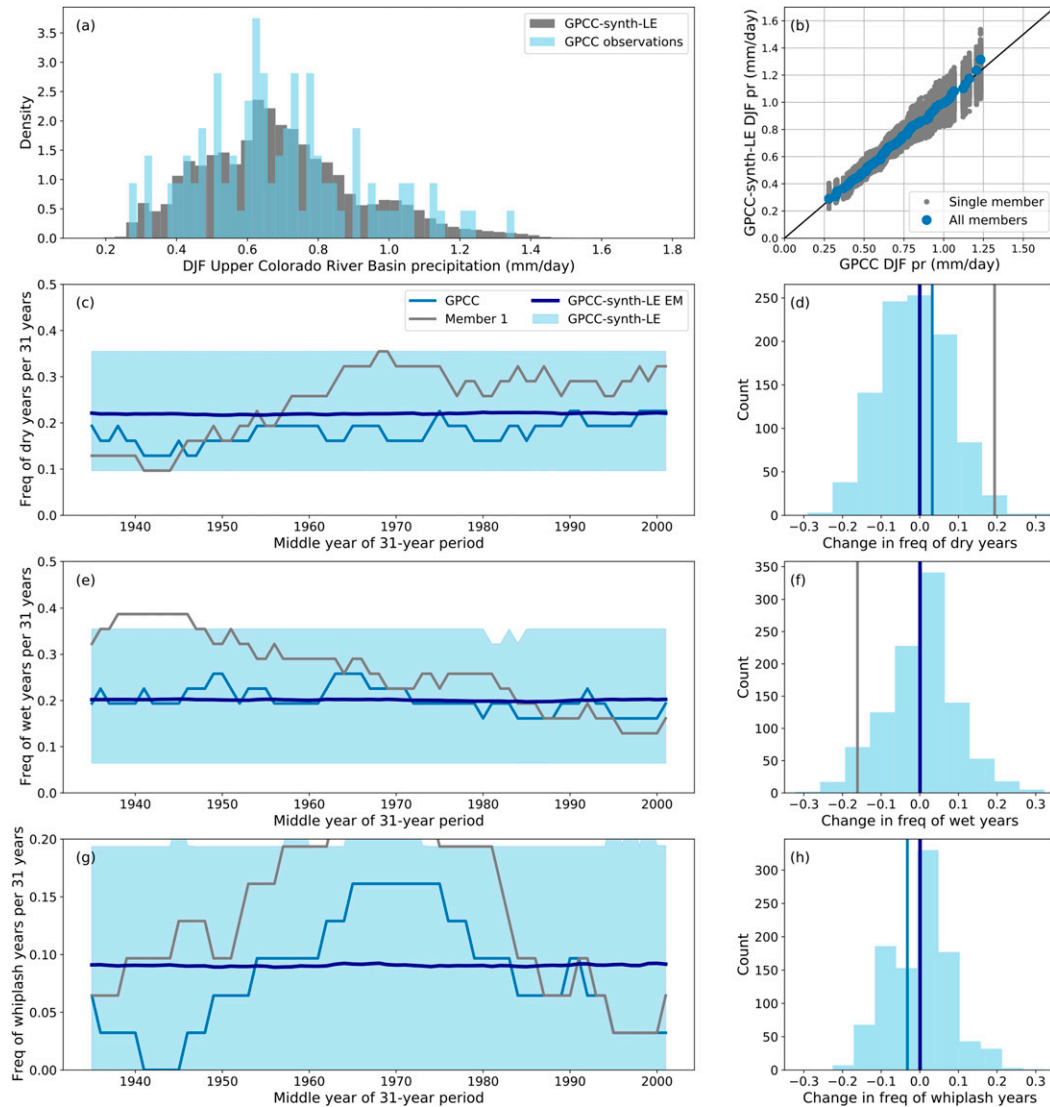 (a)
GPCC-synth-LE
GPCC observations
3.5
3.0
2.5
2.0
1.5
1.0
0.5
0.0
Density
0.2 0.4 0.6 0.8 1.0 1.2 1.4 1.6 1.8
DJF Upper Colorado River Basin precipitation (mm/day)
(b)
1.6
1.4
1.2
1.0
0.8
0.6
0.4
0.2
0.0
GPCC-synth-LE DJF pr (mm/day)
Single member
All members
0.00 0.25 0.50 0.75 1.00 1.25 1.50
GPCC DJF pr (mm/day)
(c)
GPCC
Member 1
GPCC-synth-LE EM
GPCC-synth-LE
0.5
0.4
0.3
0.2
0.1
0.0
Freq of dry years per 31 years
1940 1950 1960 1970 1980 1990 2000
Middle year of 31-year period
(d)
250
200
150
100
50
0
Count
−0.3 −0.2 −0.1 0.0 0.1 0.2 0.3
Change in freq of dry years
(e)
0.5
0.4
0.3
0.2
0.1
0.0
Freq of wet years per 31 years
1940 1950 1960 1970 1980 1990 2000
Middle year of 31-year period
(f)
350
300
250
200
150
100
50
0
Count
−0.3 −0.2 −0.1 0.0 0.1 0.2 0.3
Change in freq of wet years
(g)
0.20
0.15
0.10
0.05
0.00
Freq of whiplash years per 31 years
1940 1950 1960 1970 1980 1990 2000
Middle year of 31-year period
(h)
300
250
200
150
100
50
0
Count
−0.3 −0.2 −0.1 0.0 0.1 0.2 0.3
Change in freq of whiplash years